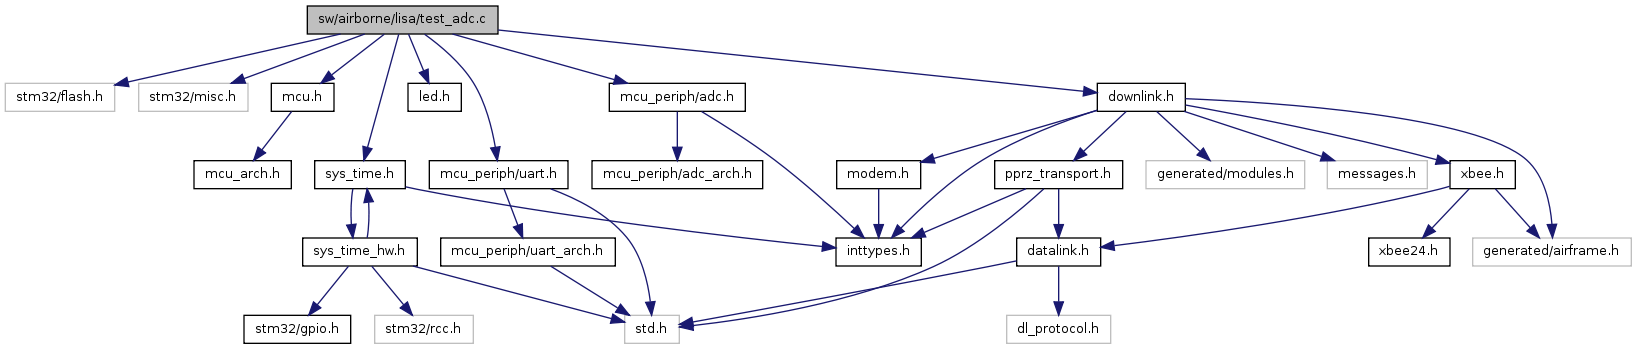 sw/airborne/lisa/test_adc.c
stm32/flash.h
stm32/misc.h
mcu.h
led.h
mcu_periph/adc.h
downlink.h
mcu_arch.h
sys_time.h
mcu_periph/uart.h
mcu_periph/adc_arch.h
modem.h
pprz_transport.h
generated/modules.h
messages.h
xbee.h
sys_time_hw.h
mcu_periph/uart_arch.h
inttypes.h
datalink.h
xbee24.h
generated/airframe.h
stm32/gpio.h
stm32/rcc.h
std.h
dl_protocol.h